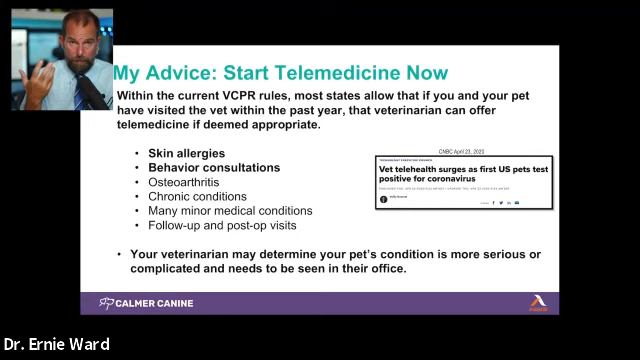 My Advice: Start Telemedicine Now
Within the current VCPR rules, most states allow that if you and your pet
have visited the vet within the past year, that veterinarian can offer
telemedicine if deemed appropriate.
• Skin allergies
• Behavior consultations
• Osteoarthritis
• Chronic conditions
• Many minor medical conditions
• Follow-up and post-op visits
CNBC April 23, 2020
Vet telehealth surges as first US pets test
positive for coronavirus
• Your veterinarian may determine your pet's condition is more serious or
complicated and needs to be seen in their office.
CALMER CANINE
Dr. Ernie Ward